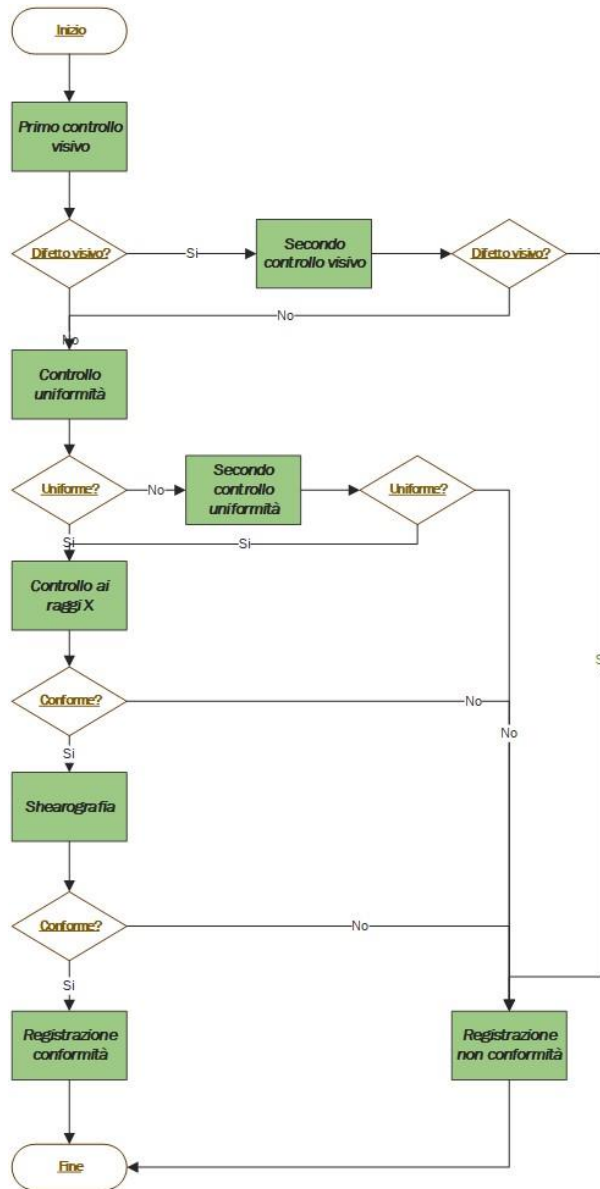 Inizio
Primo controllo
visivo
Difetto visivo?
Si
Secondo
controllo visivo
Difetto visivo?
No
No
Controllo
uniformità
Uniforme?
No
Secondo
controllo
uniformità
Uniforme?
Si
Si
Controllo ai
raggi X
S
Conforme?
No
No
Si
Shearografia
Conforme?
No
Si
Registrazione
conformità
Registrazione
non conformità
Fine